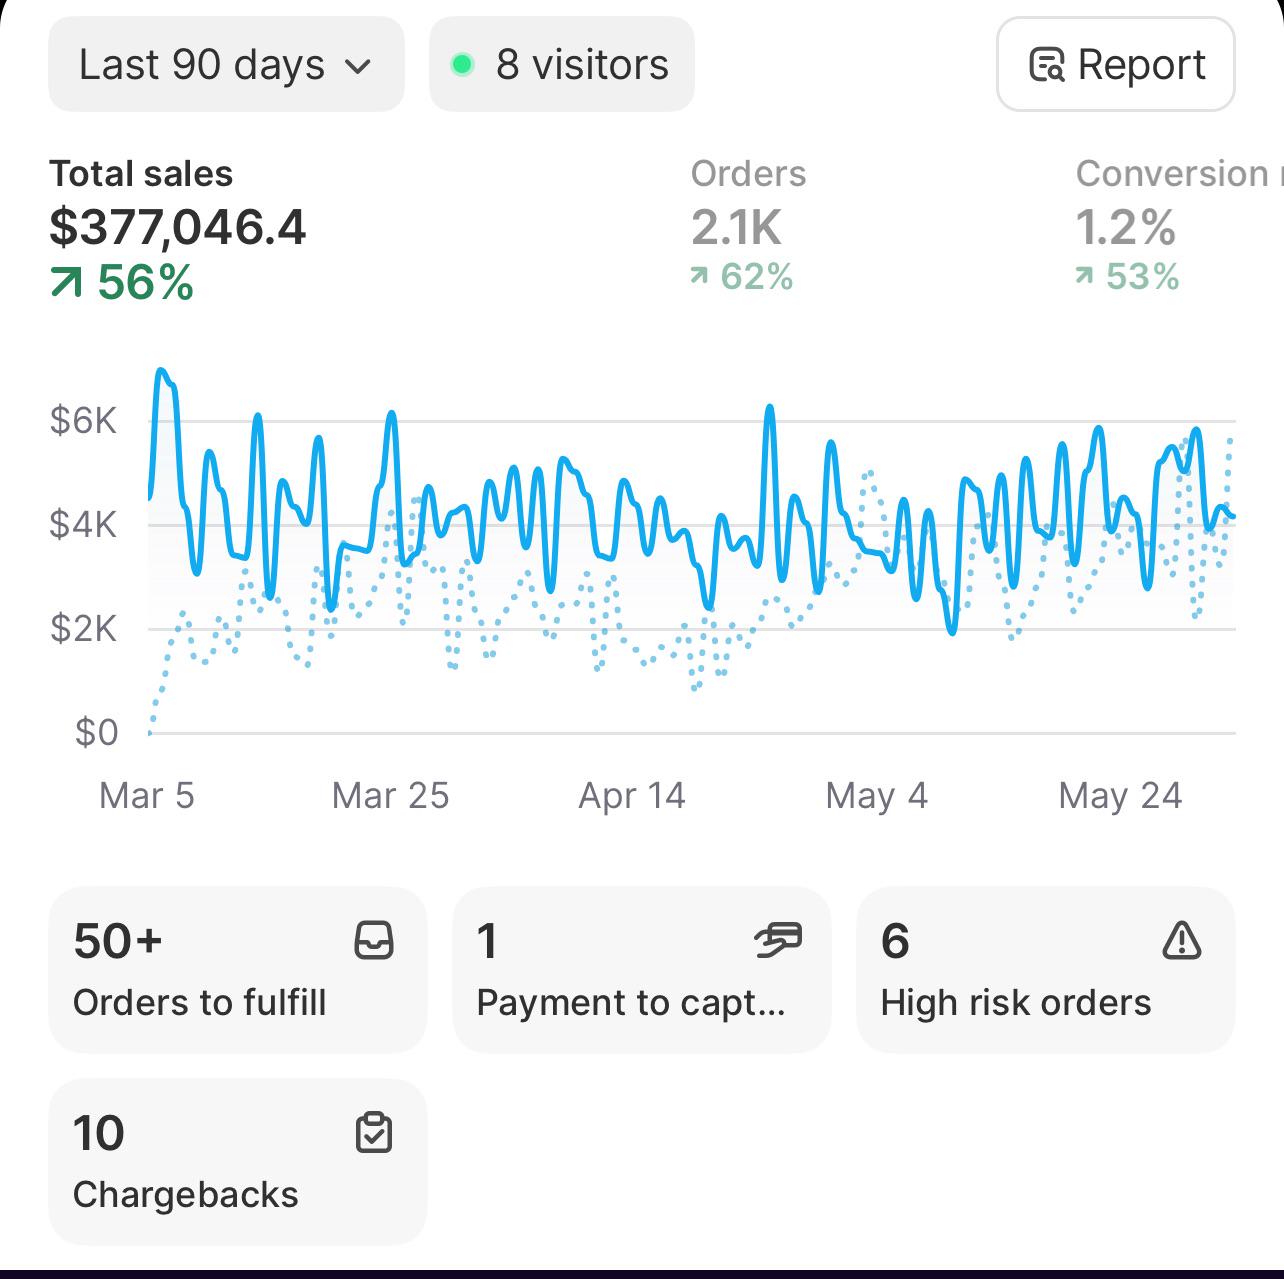 Last 90 days
8 visitors
Report
Total sales
$377,046.4
56%
Orders
2.1K
62%
Conversion
1.2%
53%
$6K
$4K
$2K
$0
Mar 5
Mar 25
Apr 14
May 4
May 24
50+
Orders to fulfill
1
Payment to capt...
6
High risk orders
10
Chargebacks